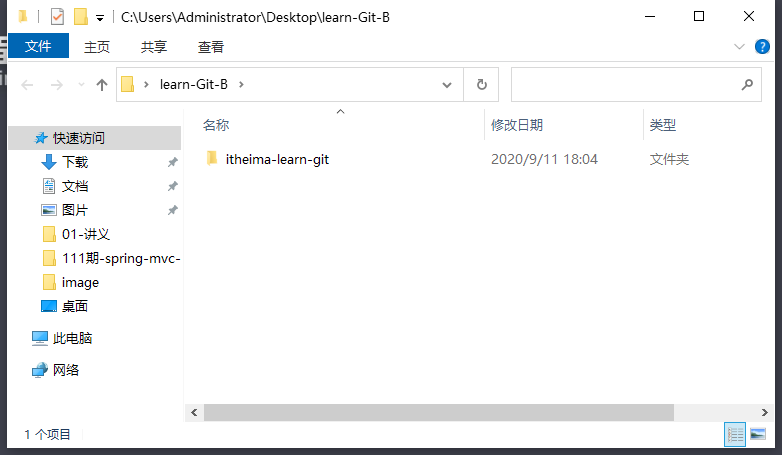 C:\Users\Administrator\Desktop\learn-Git-B
文件 主页 共享 查看
learn-Git-B
名称 修改日期 类型
快速访问
下载
文档
图片
01-讲义
111期-spring-mvc-
image
桌面
此电脑
网络
itheima-learn-git 2020/9/11 18:04 文件夹
1 个项目